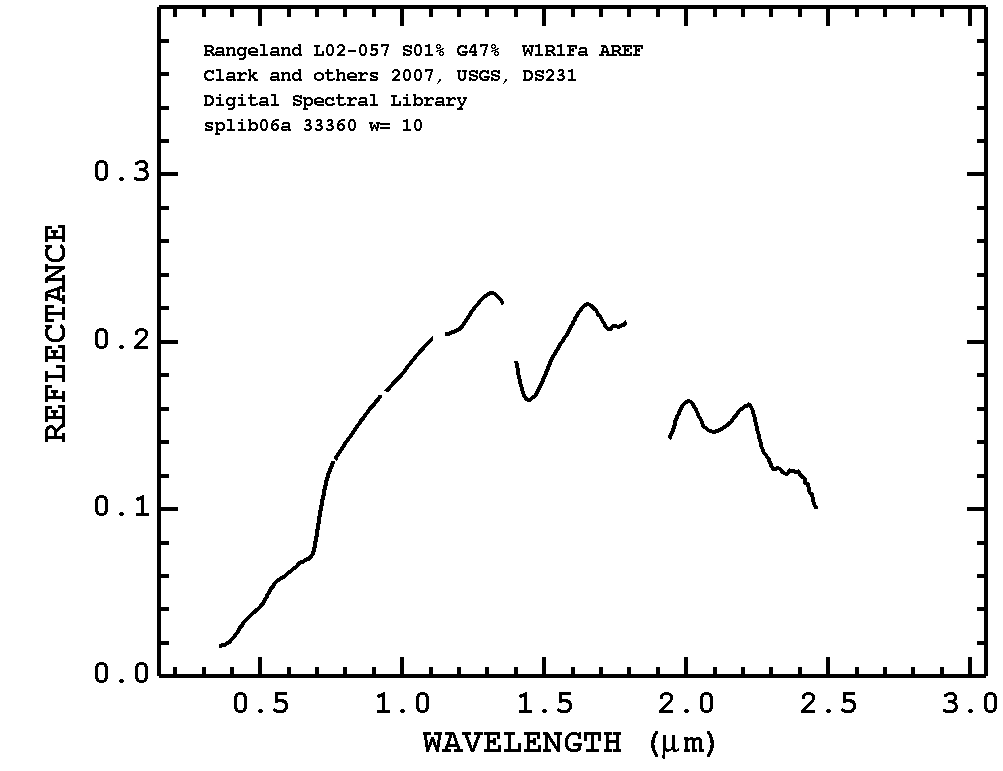 Rangeland L02-057 S01% G47% W1R1Fa AREF
Clark and others 2007, USGS, DS231
Digital Spectral Library
splib06a 33360 w= 10
0.3
0.2
0.1
0.0
REFLECTANCE
0.5 1.0 1.5 2.0 2.5 3.0
WAVELENGTH (μm)